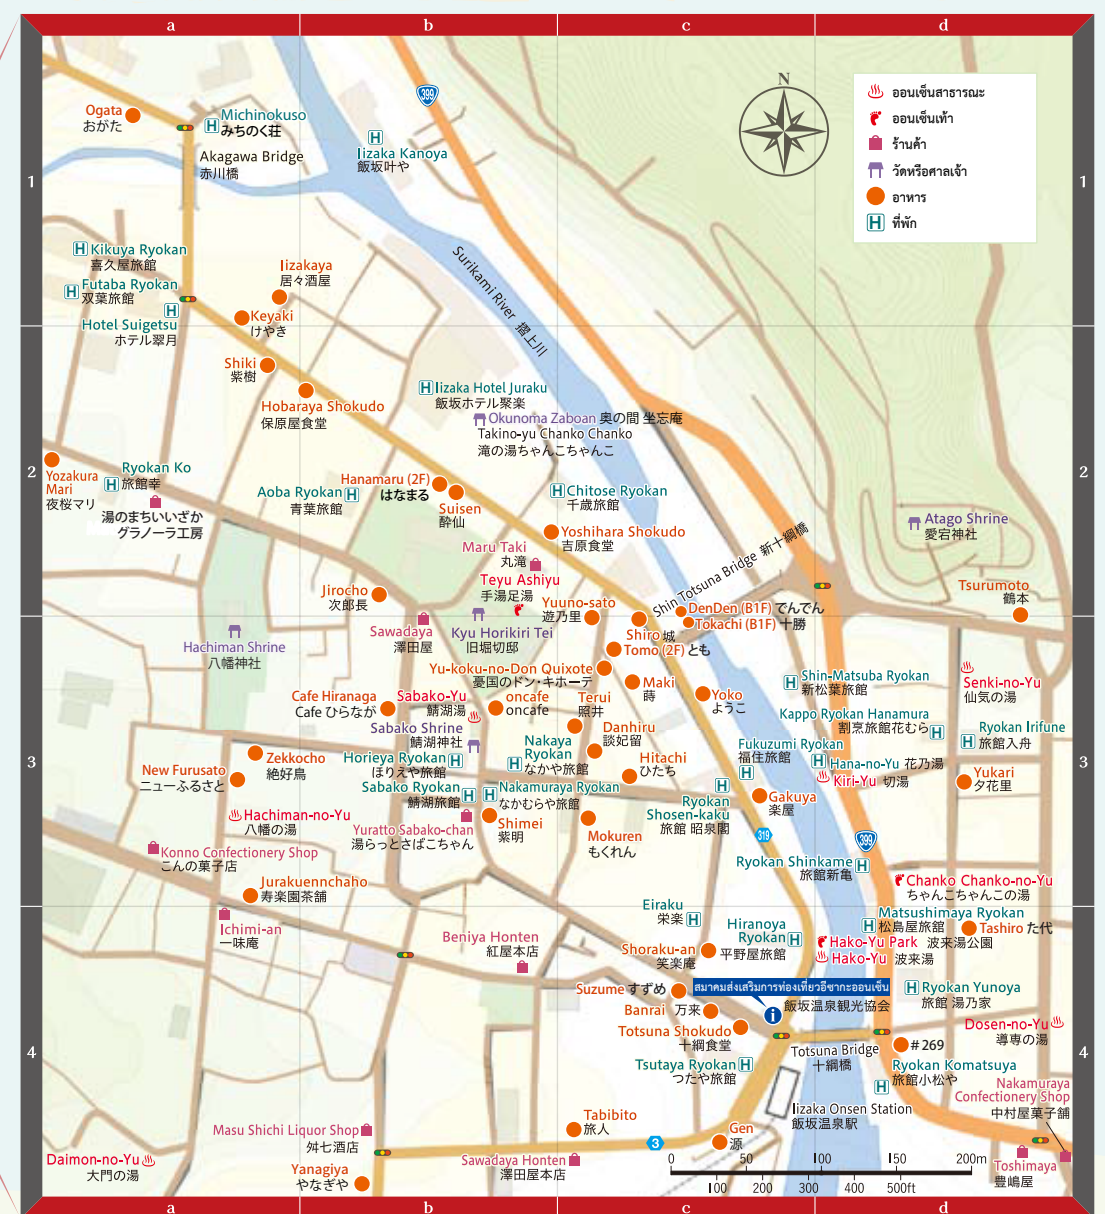 a
b
c
d
399
N
ออนเซ็นสาธารณะ
ออนเซ็นเท้า
ร้านค้า
วัดหรือศาลเจ้า
อาหาร
H
ที่พัก
Ogata
おがた
H
Michinokuso
みちのく荘
H
Iizaka Kanoya
飯坂叶や
Akagawa Bridge
赤川橋
1
1
H
Kikuya Ryokan
喜久屋旅館
H
Futaba Ryokan
双葉旅館
H
Hotel Suigetsu
ホテル翠月
Iizakaya
居々酒屋
Keyaki
けやき
Surikami River 摺上川
Shiki
紫樹
Hobaraya Shokudo
保原屋食堂
H
Iizaka Hotel Juraku
飯坂ホテル聚楽
Okunoma Zaboan 奥の間 坐忘庵
Takino-yu Chanko Chanko
滝の湯ちゃんこちゃんこ
2
2
Yozakura
Mari
夜桜マリ
Ryokan Ko
H
旅館幸
湯のまちいいざか
グラノーラ工房
Aoba Ryokan
H
青葉旅館
Hanamaru (2F)
はなまる
Suisen
酔仙
H
Chitose Ryokan
千歳旅館
Yoshihara Shokudo
吉原食堂
Maru Taki
丸滝
Teyu Ashiyu
手湯足湯
Shin Totsuna Bridge 新十綱橋
Atago Shrine
愛宕神社
Tsurumoto
鶴本
Jirocho
次郎長
Yuuno-sato
遊乃里
DenDen (B1F) でんでん
Tokachi (B1F) 十勝
Hachiman Shrine
八幡神社
Sawadaya
澤田屋
Kyu Horikiri Tei
旧堀切邸
Shiro 城
Tomo (2F) とも
Yu-koku-no-Don Quixote
憂国のドン・キホーテ
Maki
蒔
Yoko
ようこ
H
Shin-Matsuba Ryokan
新松葉旅館
Senki-no-Yu
仙気の湯
Cafe Hiranaga
Cafe ひらなが
Sabako-Yu
鯖湖湯
oncafe
oncafe
Terui
照井
Danhiru
談妃留
Kappo Ryokan Hanamura
割烹旅館花むら
H
Ryokan Irifune
H
旅館入舟
Sabako Shrine
鯖湖神社
Nakaya
Ryokan
H
なかや旅館
Hitachi
ひたち
Fukuzumi Ryokan
福住旅館
H
H
Hana-no-Yu 花乃湯
Kiri-Yu 切湯
3
3
Zekkocho
絶好鳥
New Furusato
ニューふるさと
Horieya Ryokan
H
ほりえや旅館
Sabako Ryokan
H
鯖湖旅館
H
Nakamuraya Ryokan
なかむらや旅館
H
Ryokan
Shosen-kaku
旅館 昭泉閣
Gakuya
楽屋
Yukari
夕花里
Hachiman-no-Yu
八幡の湯
Yuratto Sabako-chan
湯らっとさばこちゃん
Shimei
紫明
Mokuren
もくれん
319
399
Konno Confectionery Shop
こんの菓子店
Jurakuennchaho
寿楽園茶舗
Ryokan Shinkame
H
旅館新亀
Chanko Chanko-no-Yu
ちゃんこちゃんこの湯
Ichimi-an
一味庵
Eiraku
栄楽
H
Hiranoya
Ryokan
H
平野屋旅館
H
Matsushimaya Ryokan
松島屋旅館
Tashiro た代
Hako-Yu Park 波来湯公園
Hako-Yu 波来湯
Beniya Honten
紅屋本店
Shoraku-an
笑楽庵
Suzume すずめ
สมาคมส่งเสริมการท่องเที่ยวอีซากะออนเซ็น
i
飯坂温泉観光協会
H
Ryokan Yunoya
旅館 湯乃家
Banrai 万来
Totsuna Shokudo
十綱食堂
Dosen-no-Yu
導専の湯
4
4
Totsuna Bridge
十綱橋
#269
Tsutaya Ryokan
H
つたや旅館
Ryokan Komatsuya
旅館小松や
H
Nakamuraya
Confectionery Shop
中村屋菓子舗
Iizaka Onsen Station
飯坂温泉駅
Masu Shichi Liquor Shop
舛七酒店
Tabibito
旅人
3
Gen
源
Daimon-no-Yu
大門の湯
Yanagiya
やなぎや
Sawadaya Honten
澤田屋本店
Toshimaya
豊嶋屋
0 50 100 150 200m
100 200 300 400 500ft
a
b
c
d